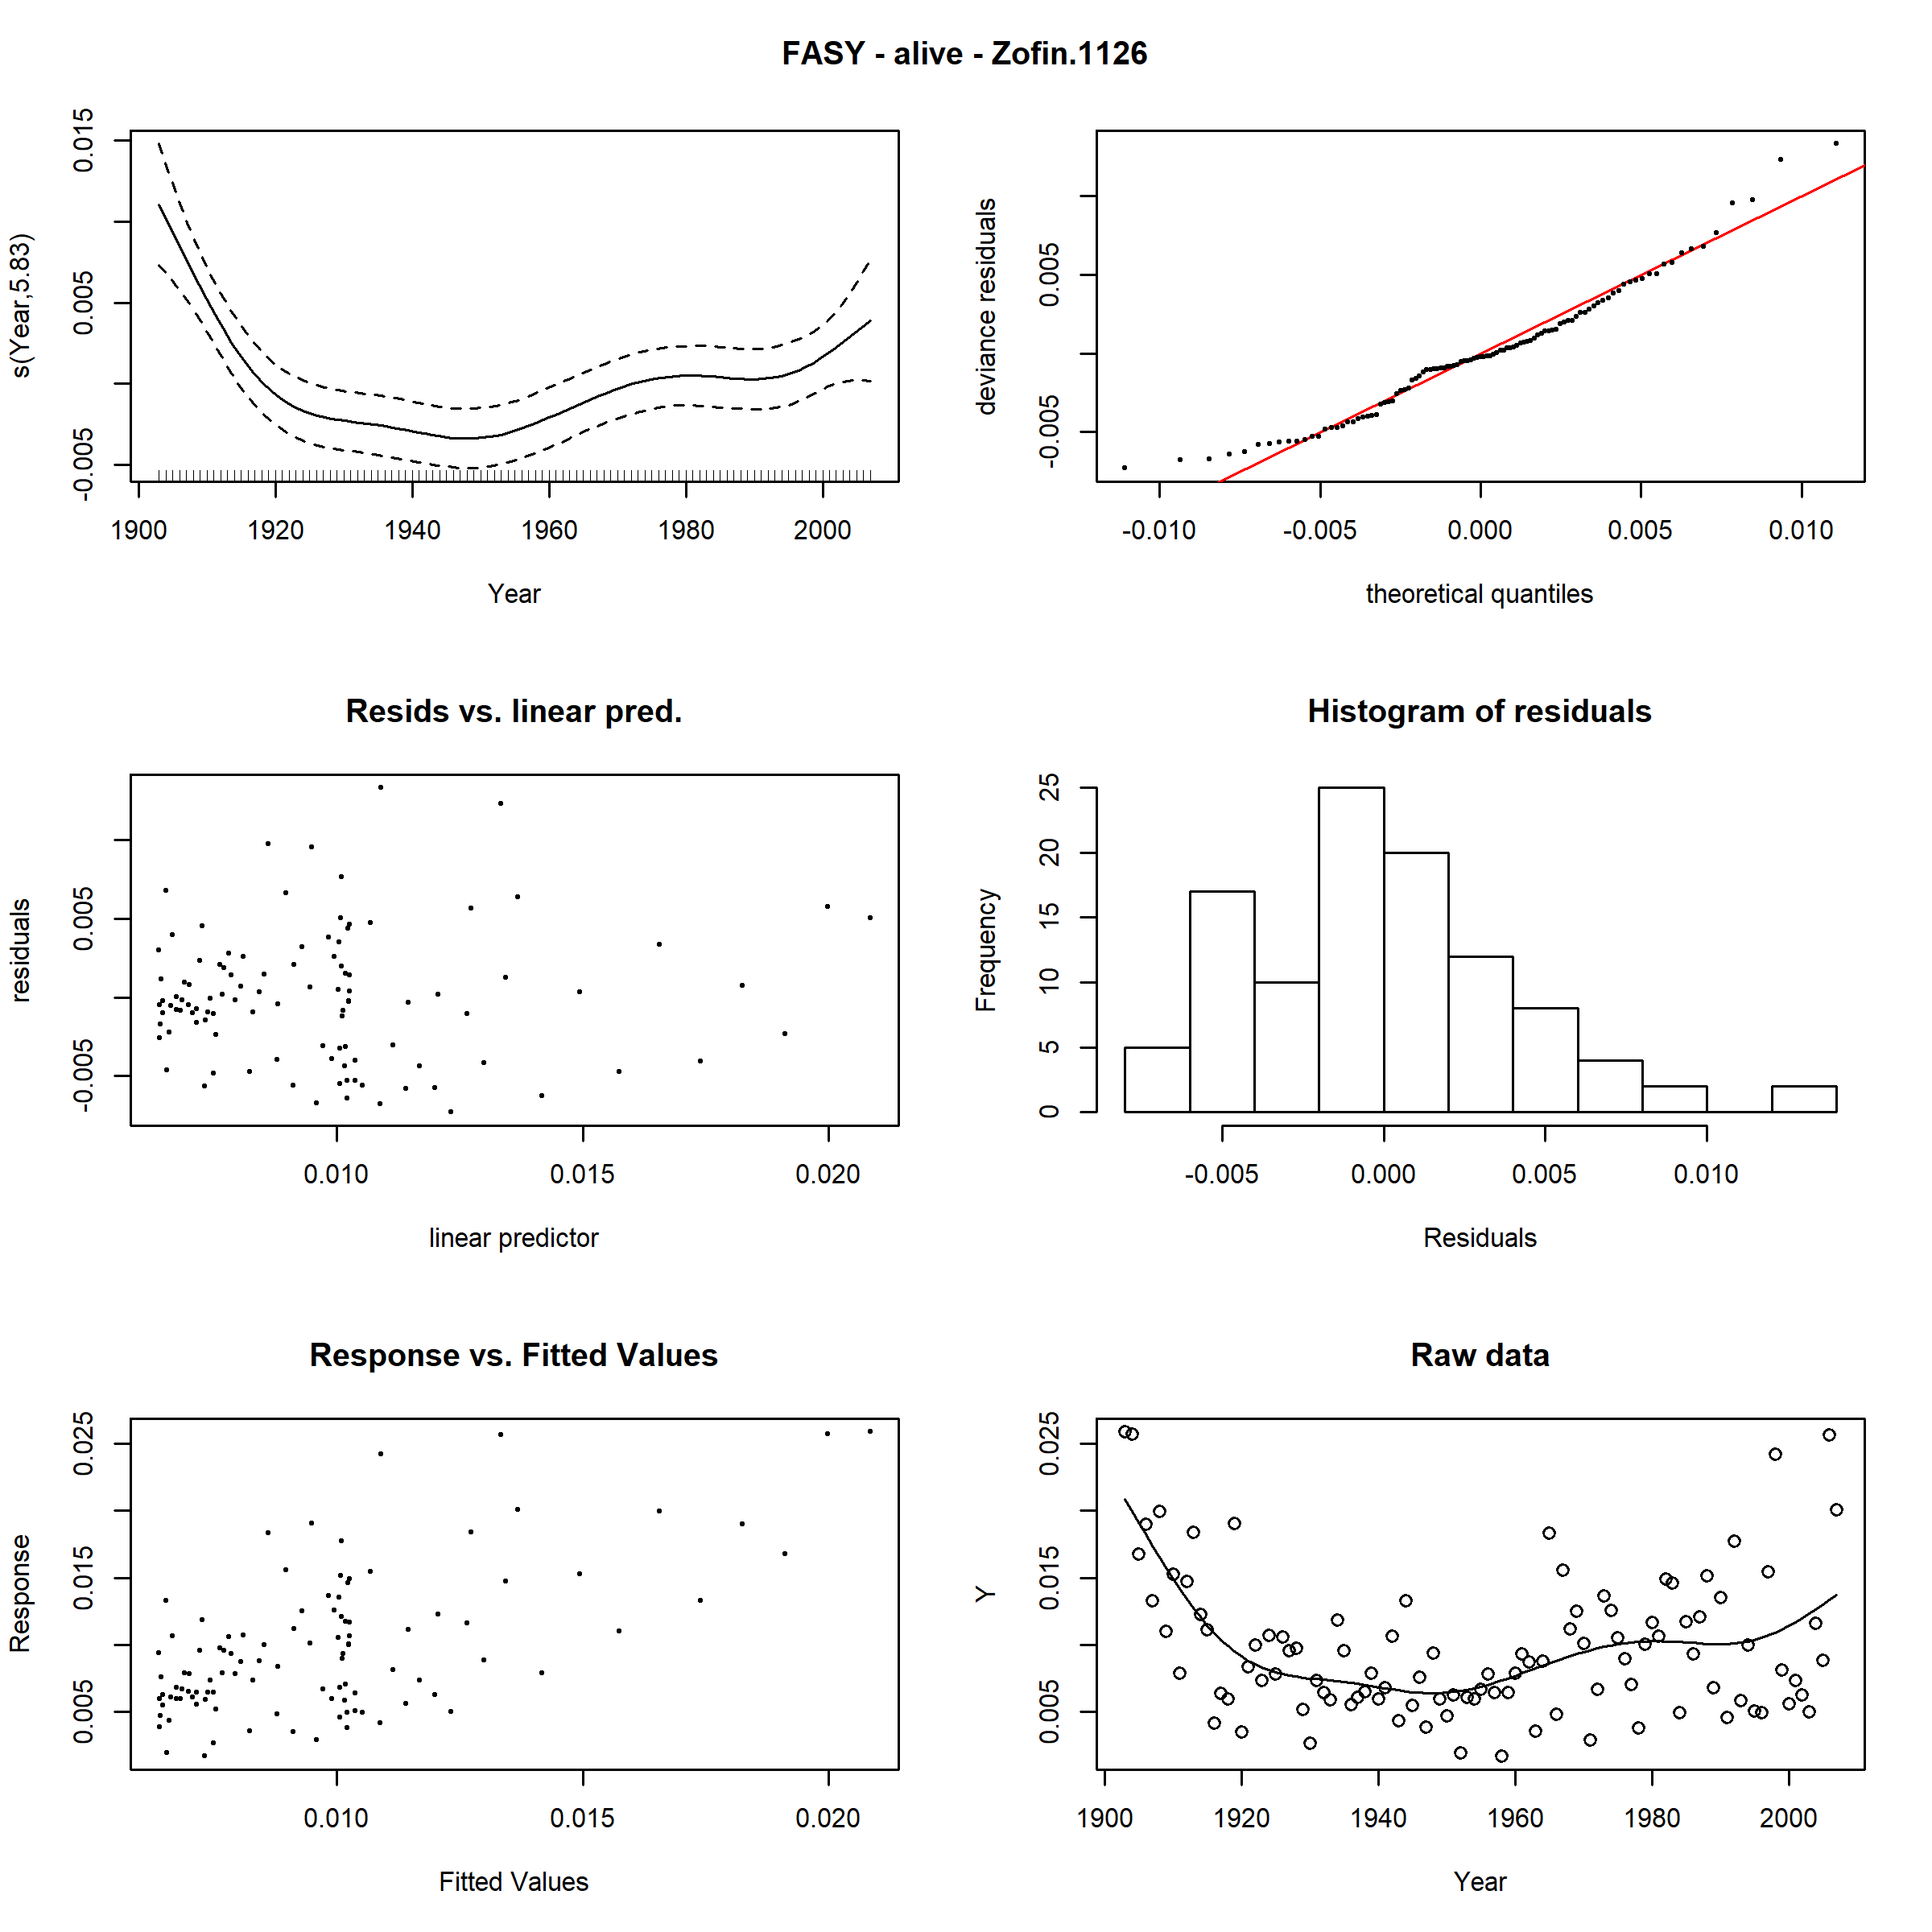 FASY - alive - Zofin.1126
s(Year,5.83)
-0.005 0.005 0.015
1900 1920 1940 1960 1980 2000
Year
deviance residuals
-0.005 0.005
-0.010 -0.005 0.000 0.005 0.010
theoretical quantiles
Resids vs. linear pred.
residuals
-0.005 0.005
0.010 0.015 0.020
linear predictor
Histogram of residuals
Frequency
0 5 10 15 20 25
-0.005 0.000 0.005 0.010
Residuals
Response vs. Fitted Values
Response
0.005 0.015 0.025
0.010 0.015 0.020
Fitted Values
Raw data
Y
0.005 0.015 0.025
1900 1920 1940 1960 1980 2000
Year